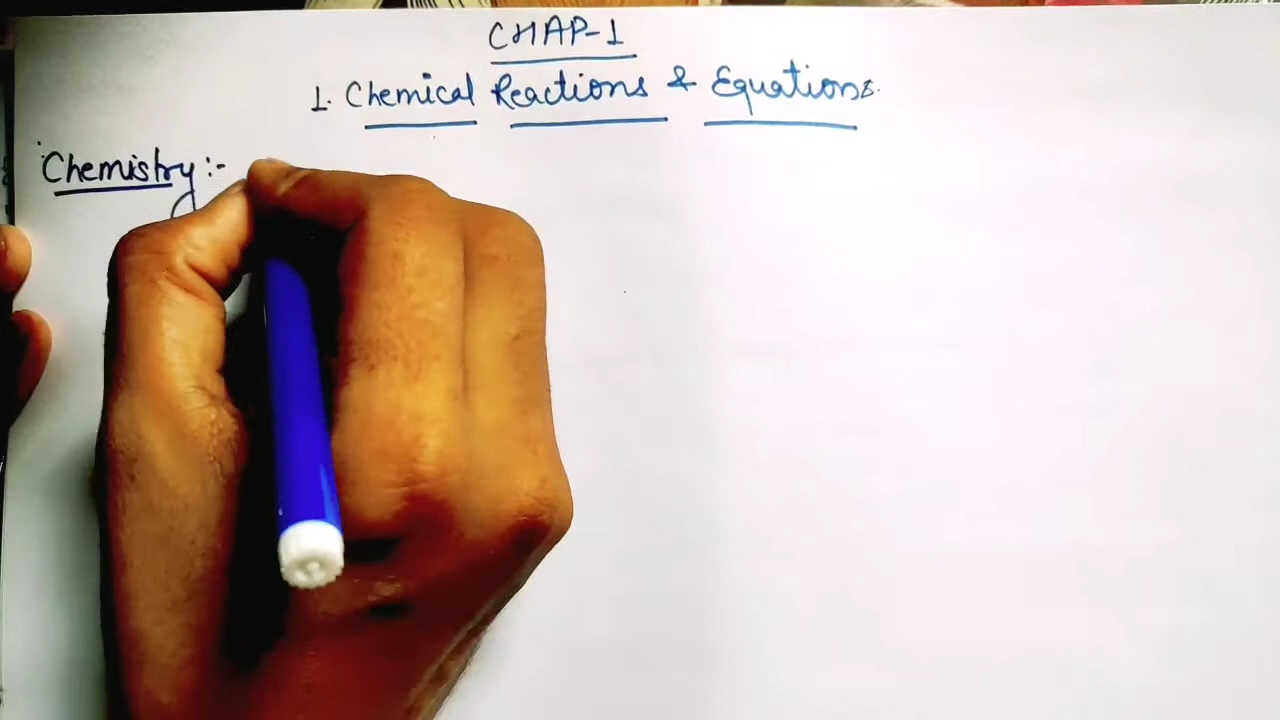 CHAP-1
1. Chemical Reactions & Equations.
Chemistry :-